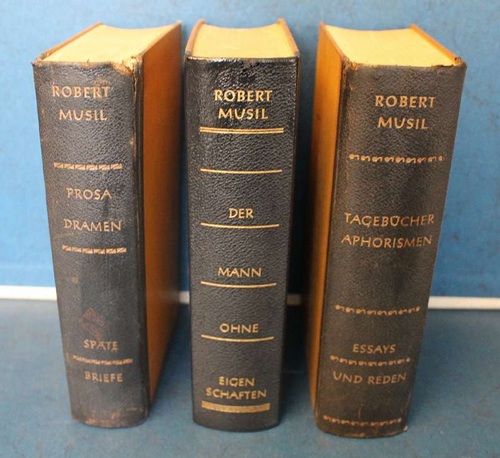 ROBERT
MUSIL
PROSA
DRAMEN
SPÄTE
BRIEFE
ROBERT
MUSIL
DER
MANN
OHNE
EIGEN
SCHAFTEN
ROBERT
MUSIL
TAGEBÜCHER
APHORISMEN
ESSAYS
UND REDEN